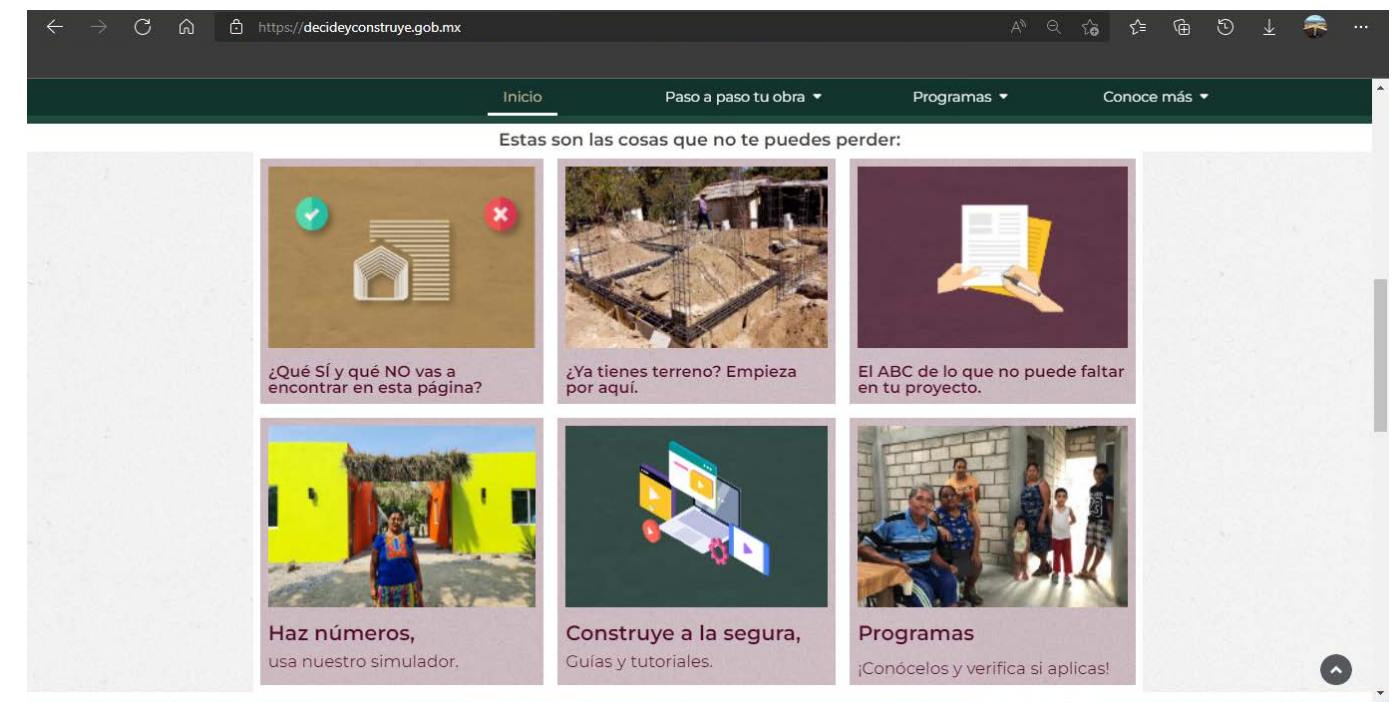 https://decideyconstruye.gob.mx
Inicio
Paso a paso tu obra
Programas
Conoce más
Estas son las cosas que no te puedes perder:
¿Qué SÍ y qué NO vas a
encontrar en esta página?
¿Ya tienes terreno? Empieza
por aquí.
El ABC de lo que no puede faltar
en tu proyecto.
Haz números,
usa nuestro simulador.
Construye a la segura,
Guías y tutoriales.
Programas
¡Conócelos y verifica si aplicas!